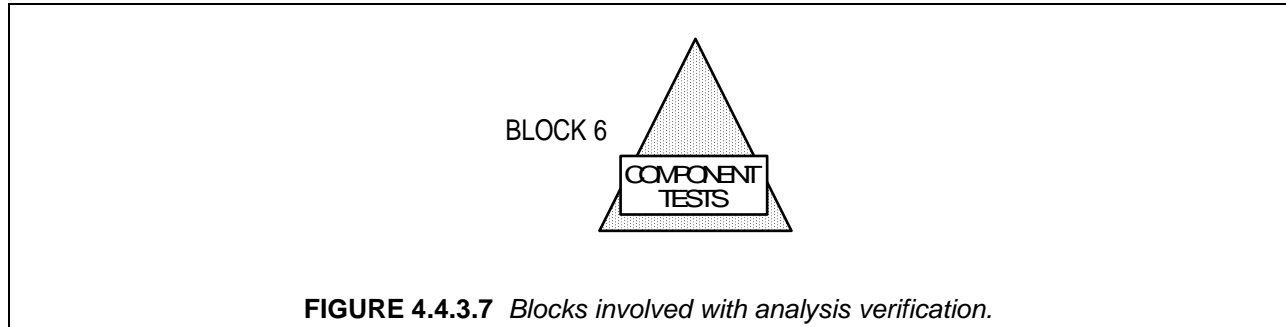 BLOCK 6
COMPONENT
TESTS
FIGURE 4.4.3.7 Blocks involved with analysis verification.